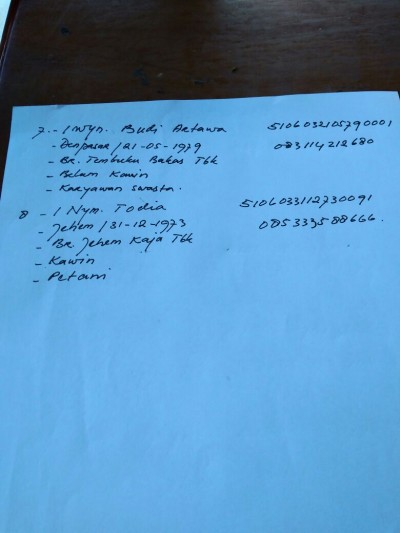 7. - I Wyn. Budi Artawa 5106032105790001
- Denpasar / 21-05-1979 083114212680
- Br. Tembuku Bakas Tbk
- Belum Kawin
- Karyawan swasta.
8 - I Nym. Todia 5106033112730091
- Jehem / 31-12-1973 085333588666.
- Br Jehem Kaja Tbk
- Kawin
- Petani